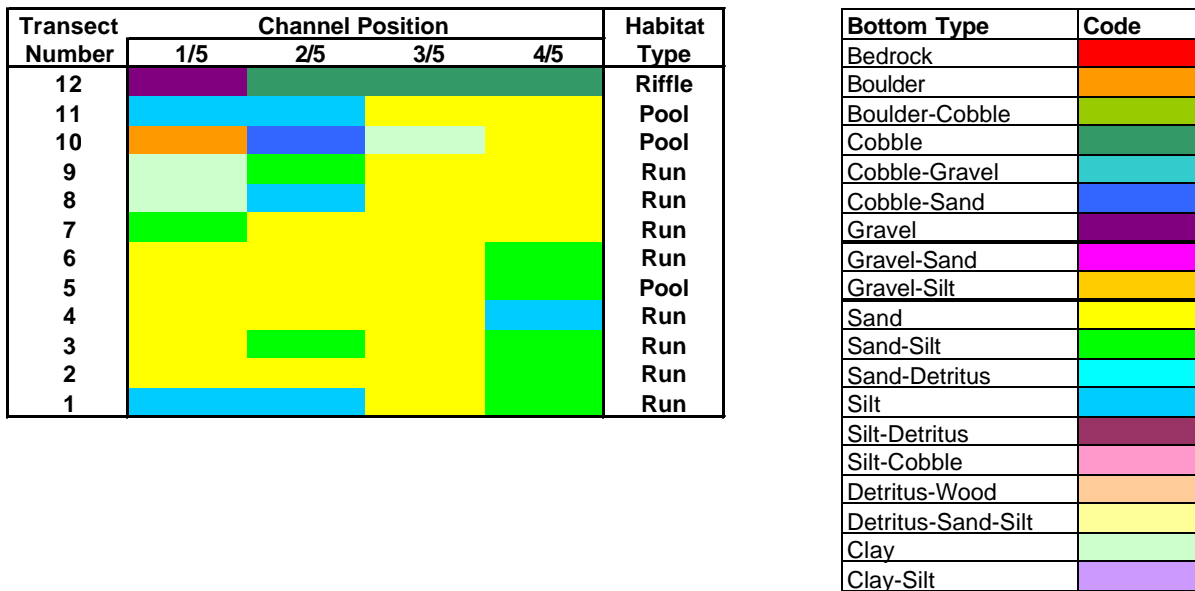 Transect Channel Position Habitat
Number 1/5 2/5 3/5 4/5 Type
12 Riffle
11 Pool
10 Pool
9 Run
8 Run
7 Run
6 Run
5 Pool
4 Run
3 Run
2 Run
1 Run
Bottom Type Code
Bedrock
Boulder
Boulder-Cobble
Cobble
Cobble-Gravel
Cobble-Sand
Gravel
Gravel-Sand
Gravel-Silt
Sand
Sand-Silt
Sand-Detritus
Silt
Silt-Detritus
Silt-Cobble
Detritus-Wood
Detritus-Sand-Silt
Clay
Clay-Silt